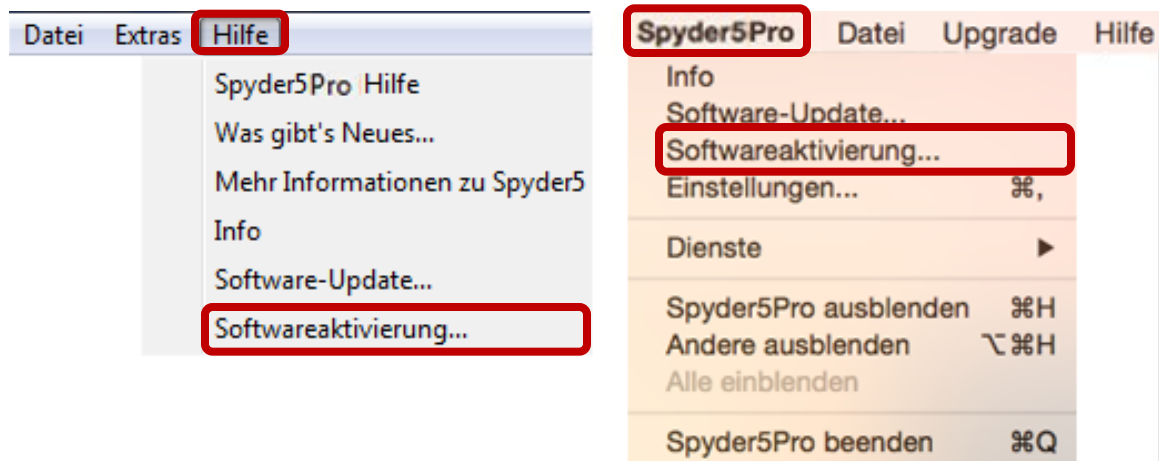 Datei Extras Hilfe
Spyder5Pro Hilfe
Was gibt's Neues...
Mehr Informationen zu Spyder5
Info
Software-Update...
Softwareaktivierung...
Spyder5Pro Datei Upgrade Hilfe
Info
Software-Update...
Softwareaktivierung...
Einstellungen... ⌘,
Dienste ▶
Spyder5Pro ausblenden ⌘H
Andere ausblenden ⌥⌘H
Alle einblenden
Spyder5Pro beenden ⌘Q